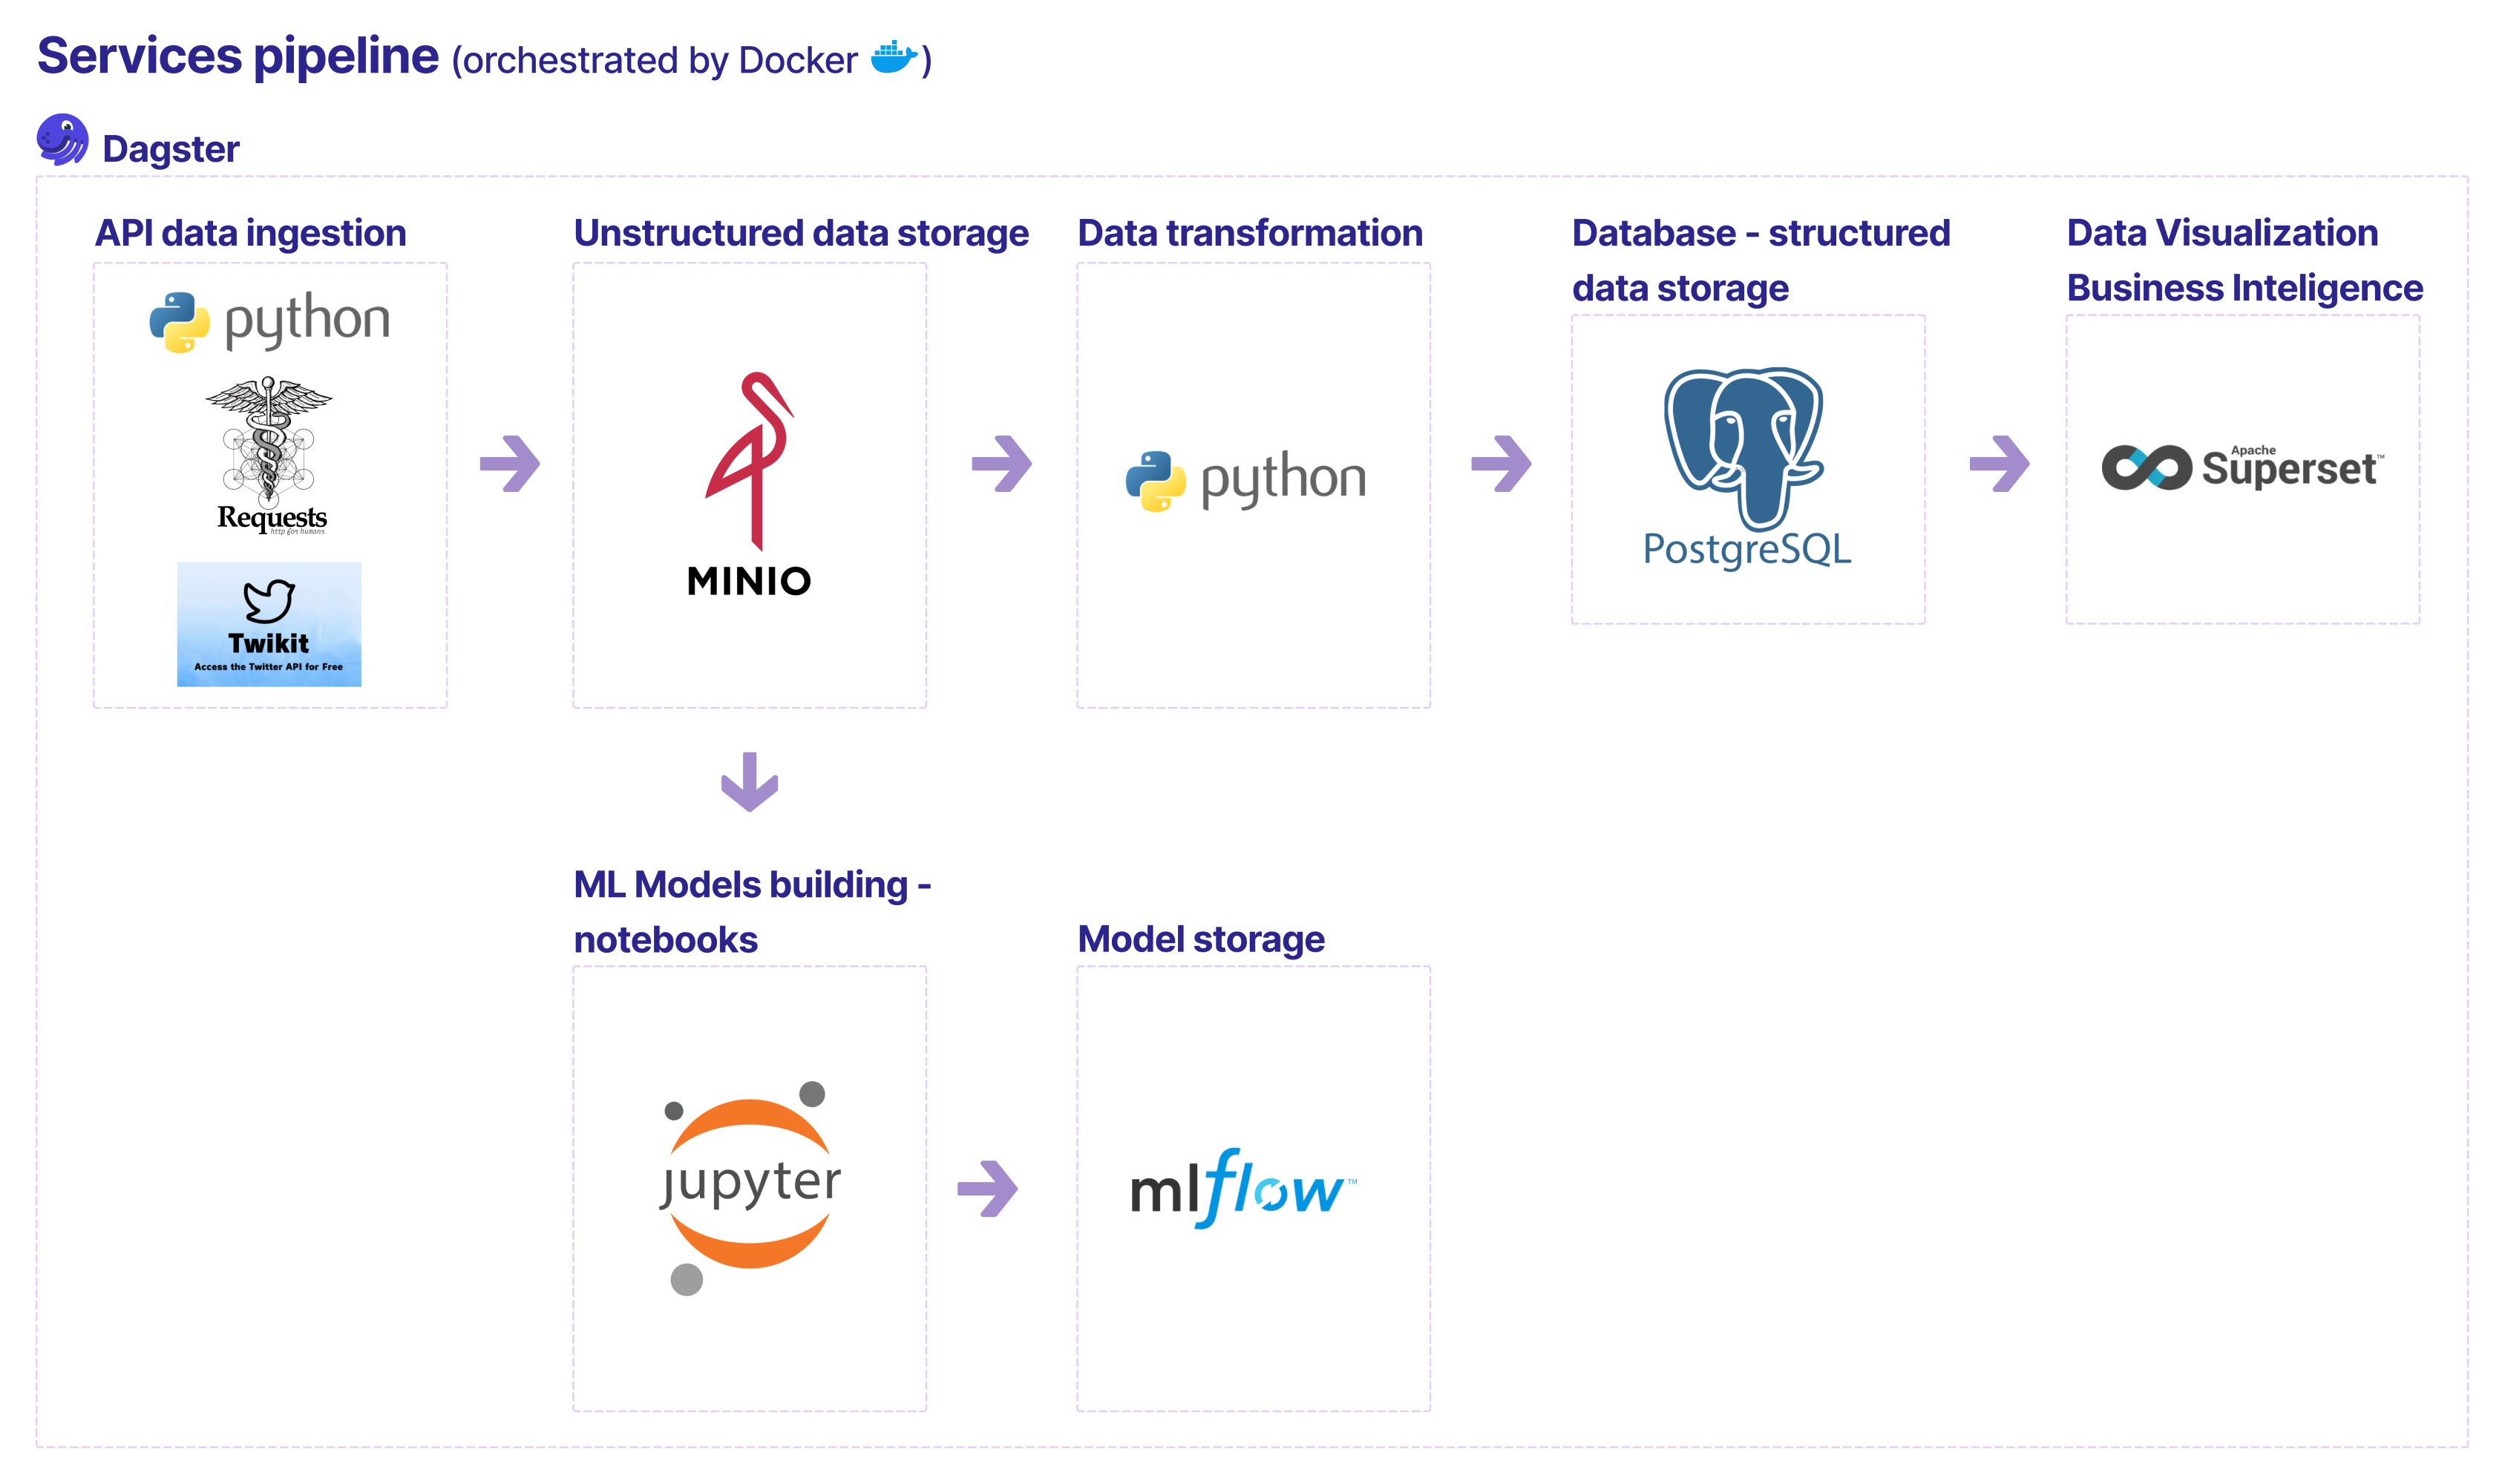 Services pipeline (orchestrated by Docker )
Dagster
API data ingestion
python
Requests
http for humans
Twikit
Access the Twitter API for Free
Unstructured data storage
MINIO
Data transformation
python
Database - structured
data storage
PostgreSQL
Data Visualization
Business Inteligence
Apache
Superset™
ML Models building -
notebooks
jupyter
Model storage
mlflow™